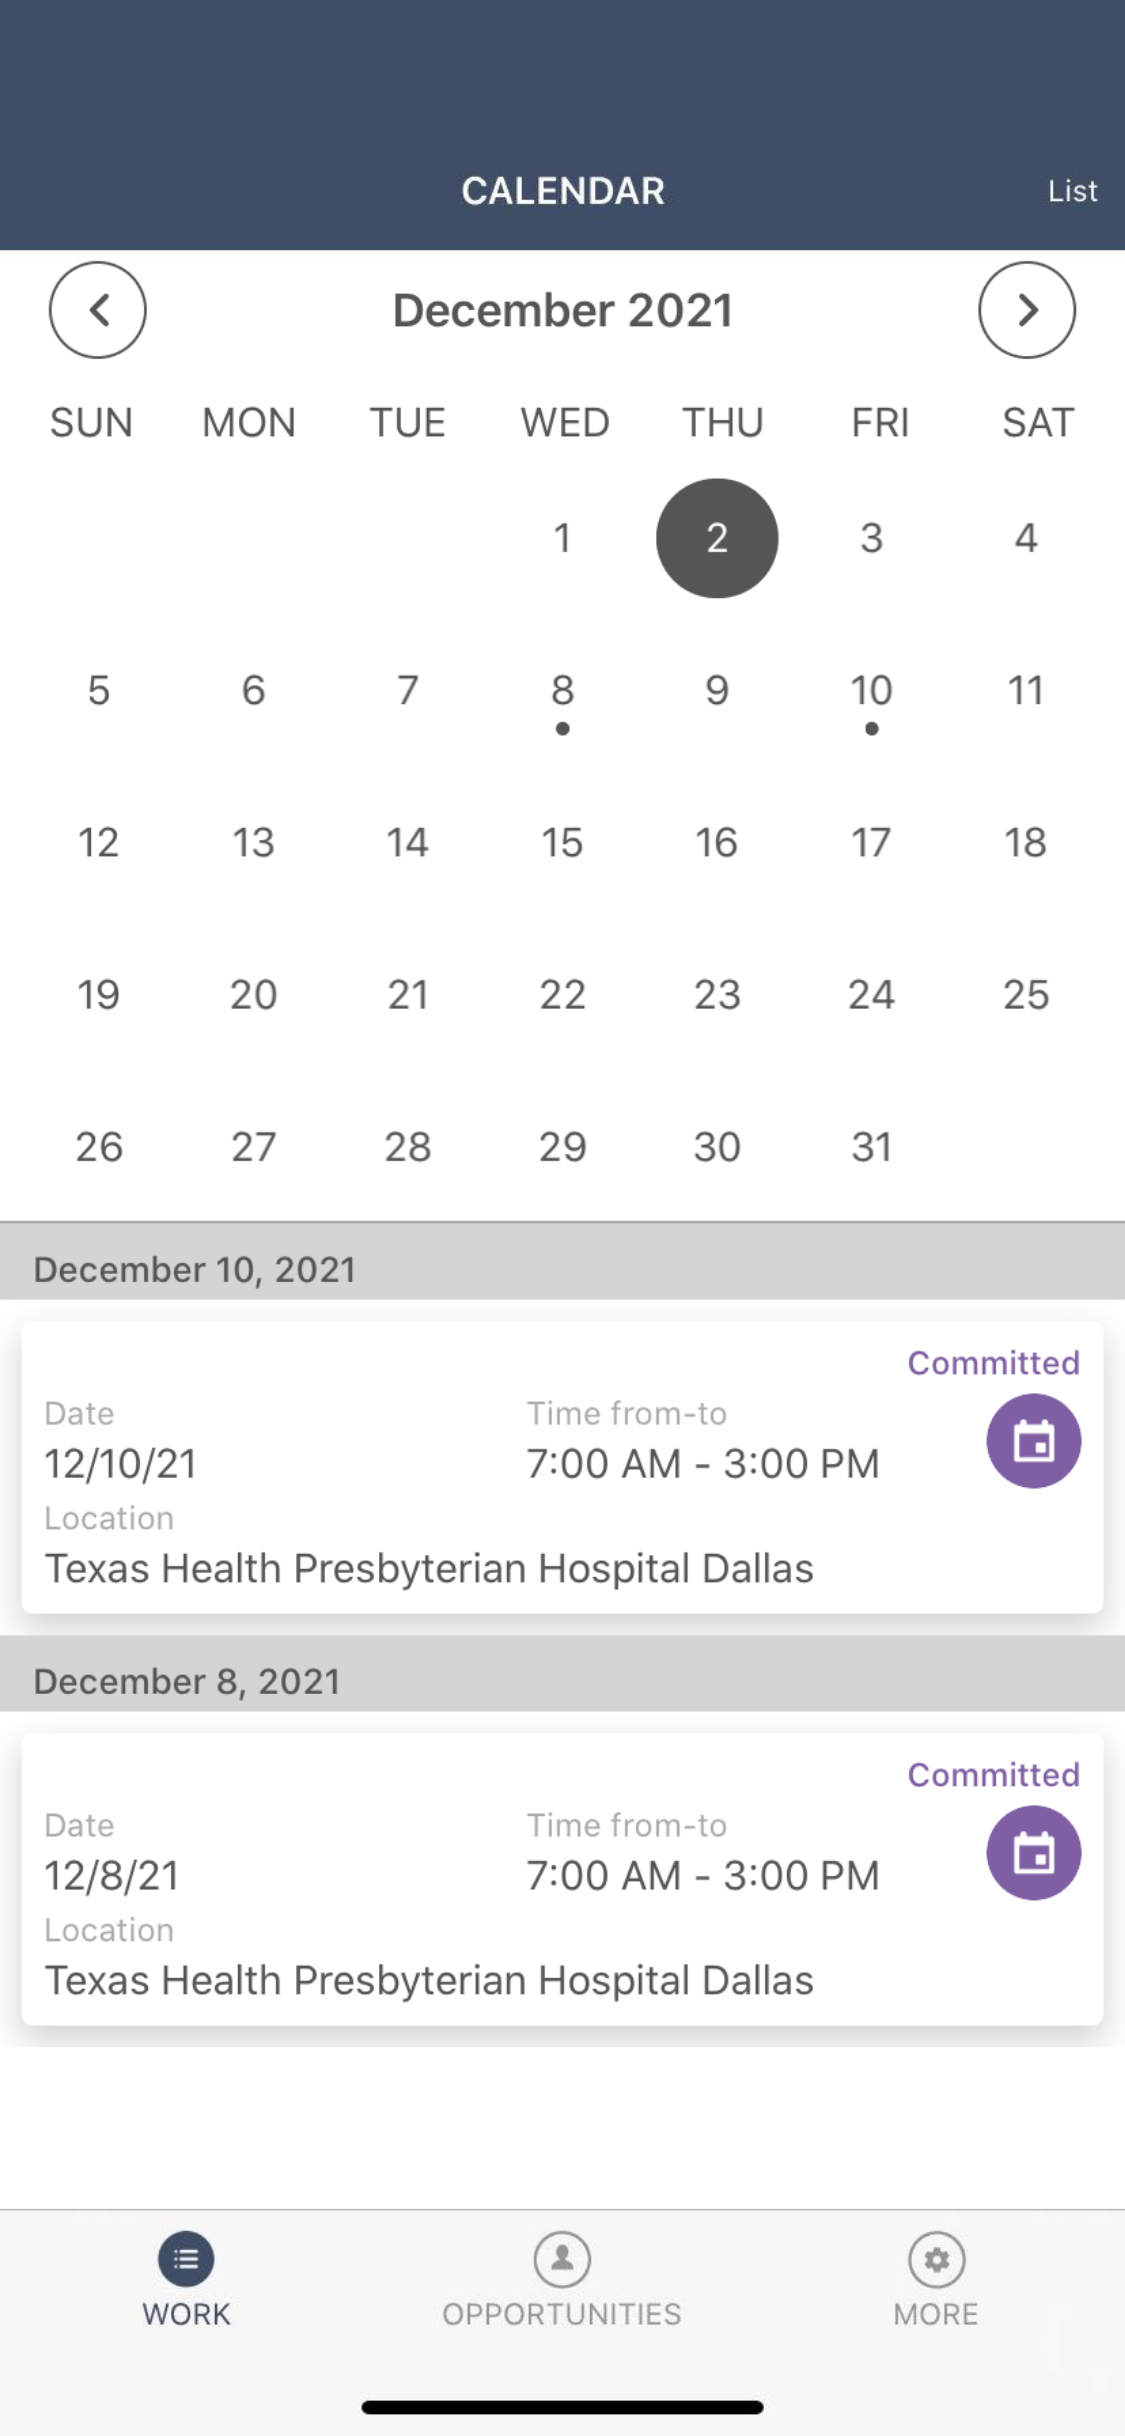 CALENDAR List
December 2021
SUN MON TUE WED THU FRI SAT
1 2 3 4
5 6 7 8 9 10 11
12 13 14 15 16 17 18
19 20 21 22 23 24 25
26 27 28 29 30 31
December 10, 2021
Committed
Date Time from-to
12/10/21 7:00 AM - 3:00 PM
Location
Texas Health Presbyterian Hospital Dallas
December 8, 2021
Committed
Date Time from-to
12/8/21 7:00 AM - 3:00 PM
Location
Texas Health Presbyterian Hospital Dallas
WORK OPPORTUNITIES MORE